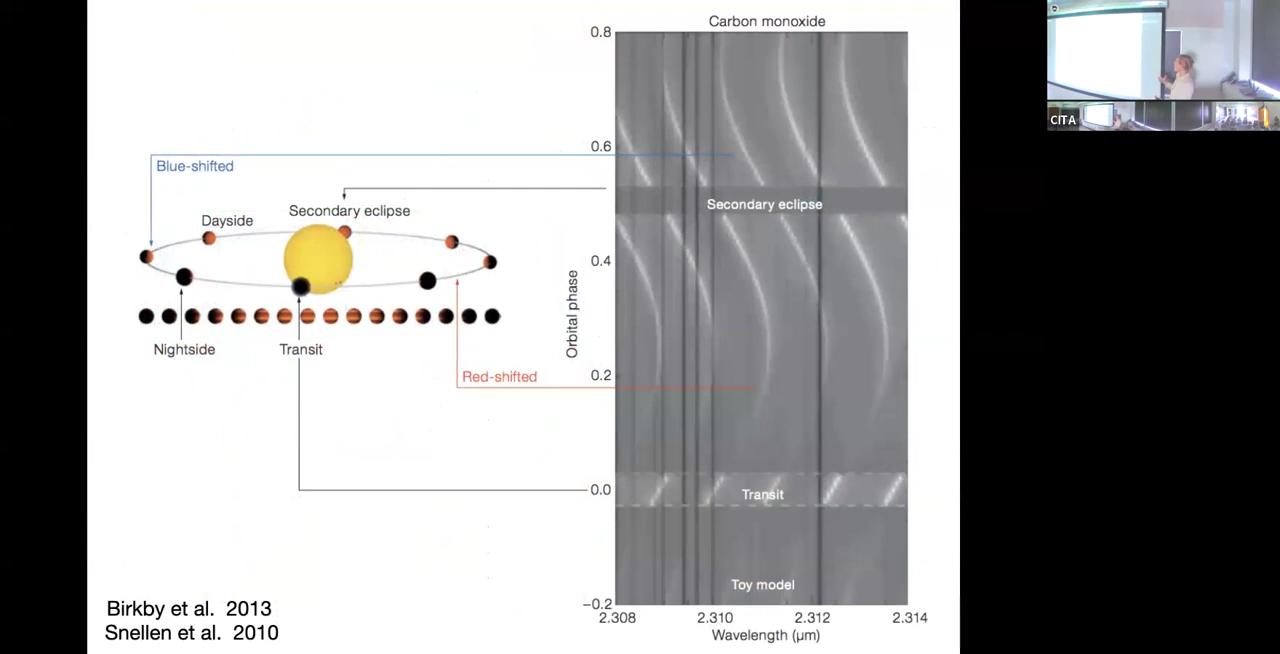 Carbon monoxide
0.8
0.6
0.4
0.2
0.0
−0.2
Orbital phase
Secondary eclipse
Transit
Toy model
2.308
2.310
2.312
2.314
Wavelength (μm)
Blue-shifted
Dayside
Secondary eclipse
Nightside
Transit
Red-shifted
Birkby et al. 2013
Snellen et al. 2010
CITA